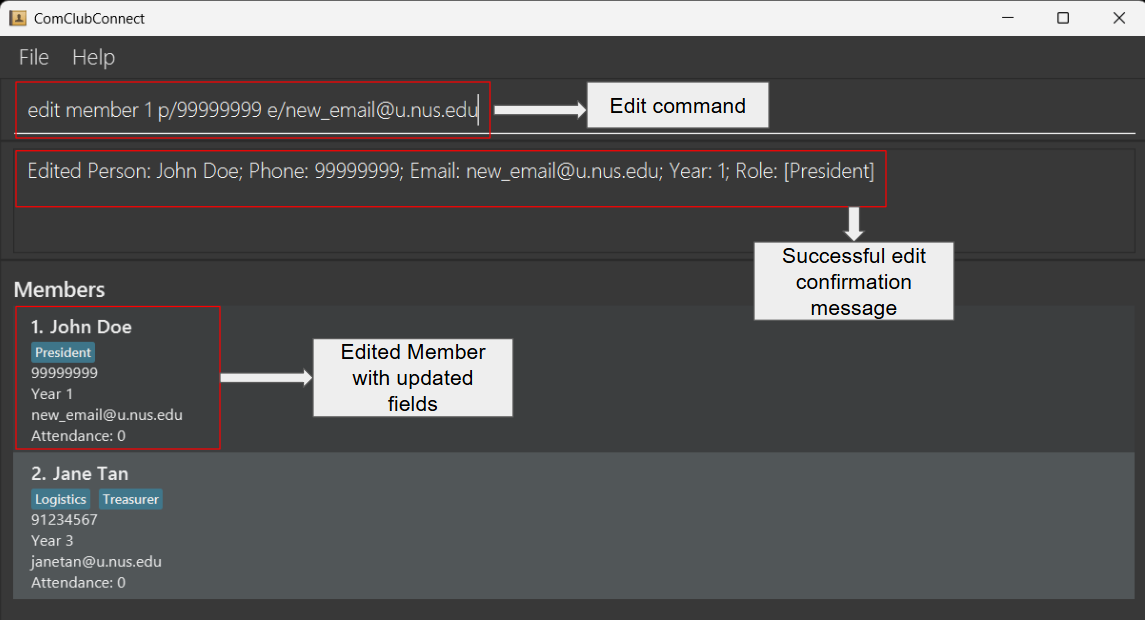 ComClubConnect
File Help
edit member 1 p/99999999 e/new_email@u.nus.edu
Edit command
Edited Person: John Doe; Phone: 99999999; Email: new_email@u.nus.edu; Year: 1; Role: [President]
Successful edit
confirmation
message
Members
1. John Doe
President
99999999
Year 1
new_email@u.nus.edu
Attendance: 0
Edited Member
with updated
fields
2. Jane Tan
Logistics Treasurer
91234567
Year 3
janetan@u.nus.edu
Attendance: 0